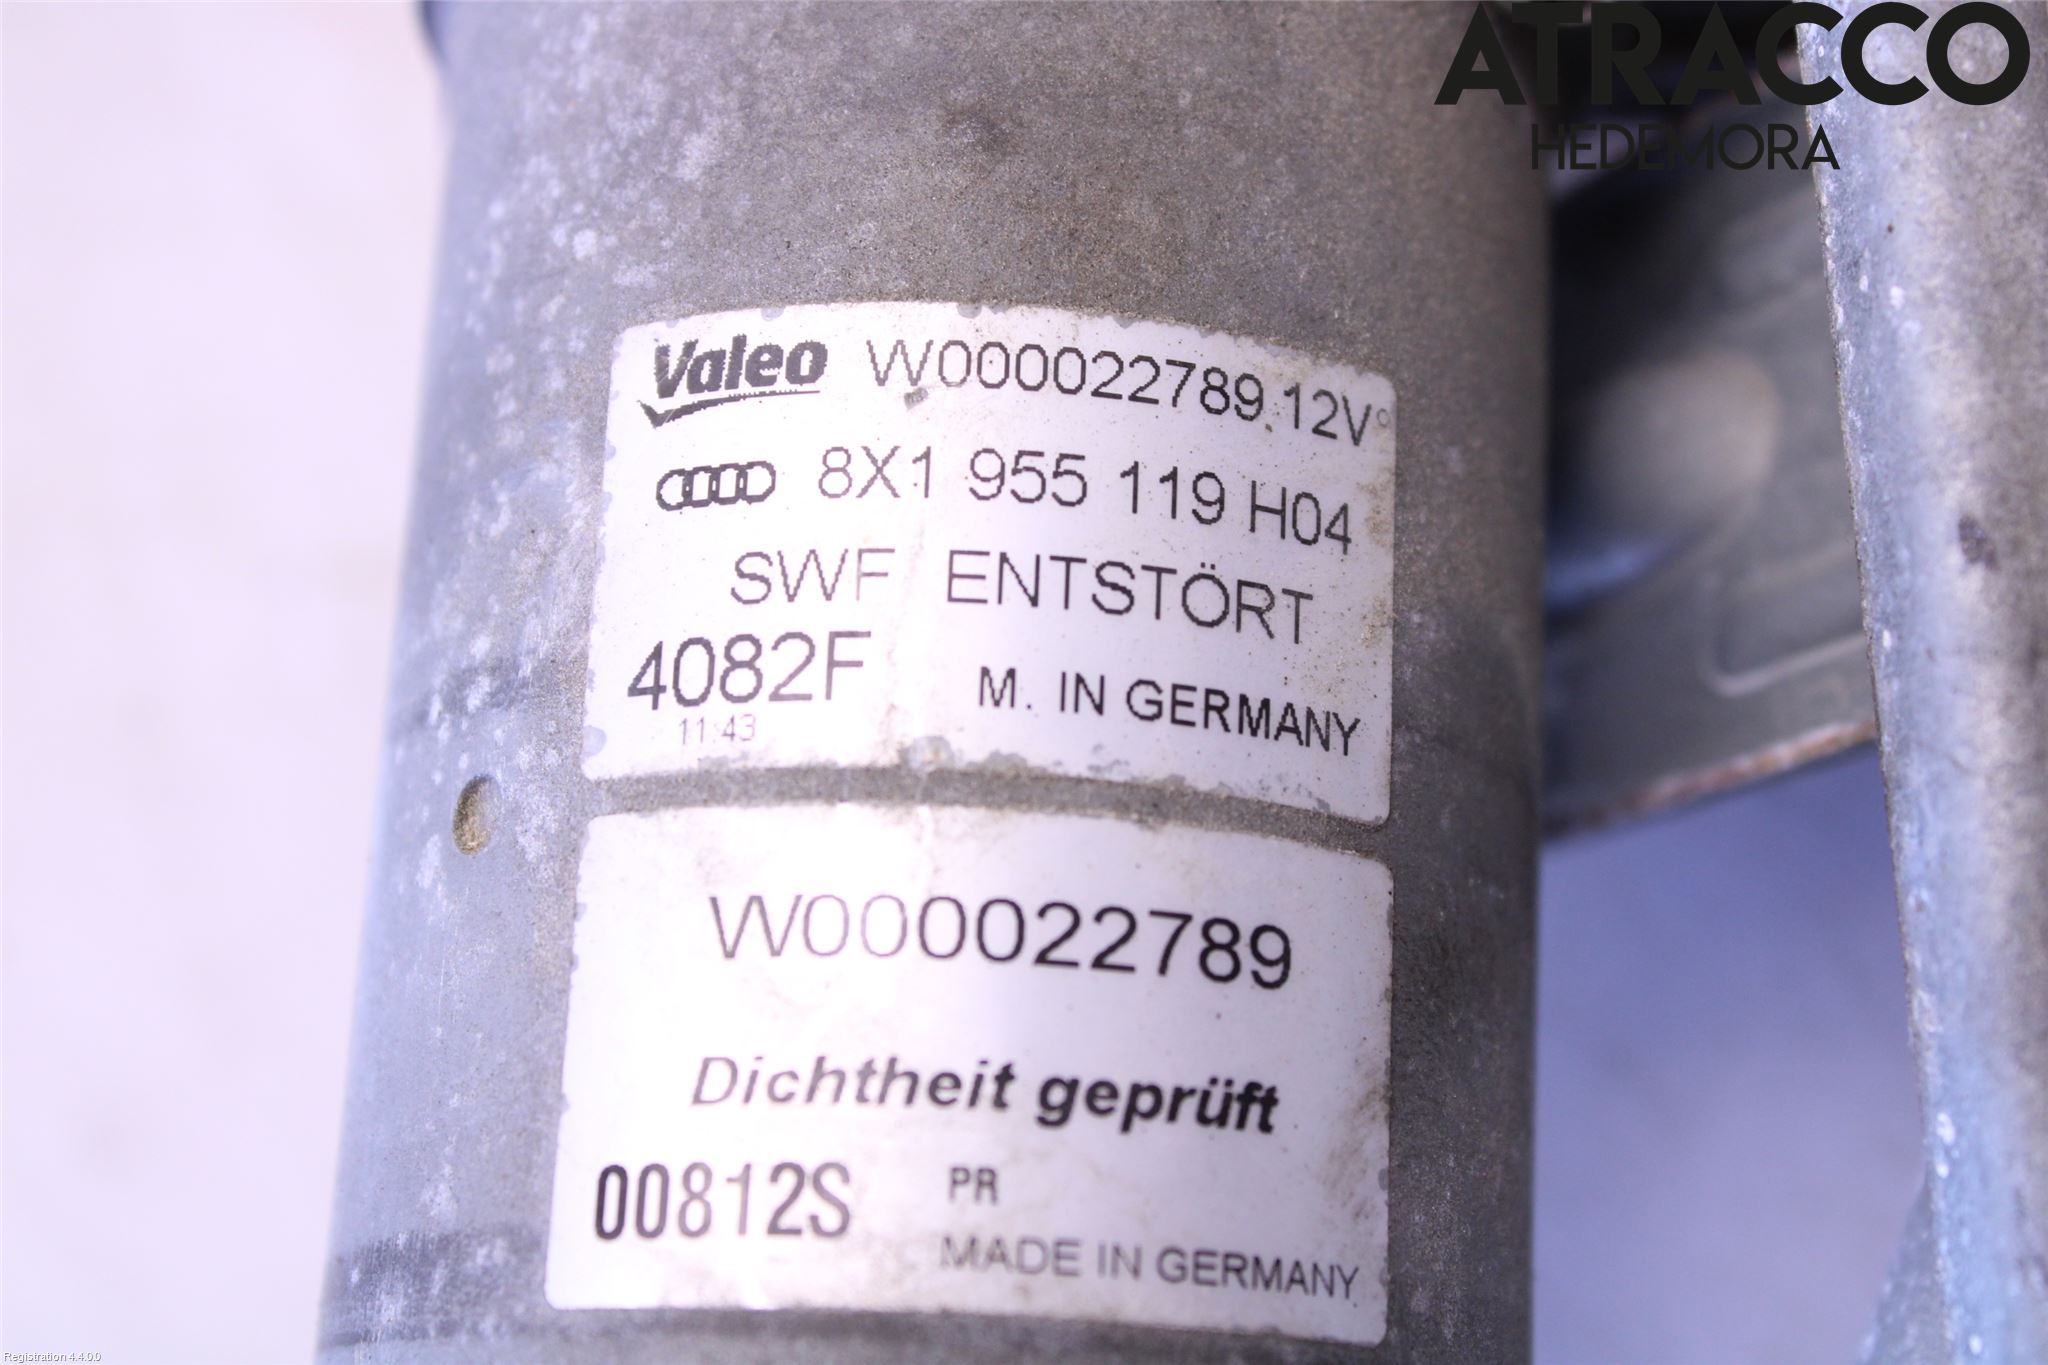 ATRACCO
HEDEMORA
Valeo W000022789 12V
8X1 955 119 H04
SWF ENTSTÖRT
4082F M. IN GERMANY
11:43
W000022789
Dichtheit geprüft
00812S PR
MADE IN GERMANY
Registration 4.4.0.0